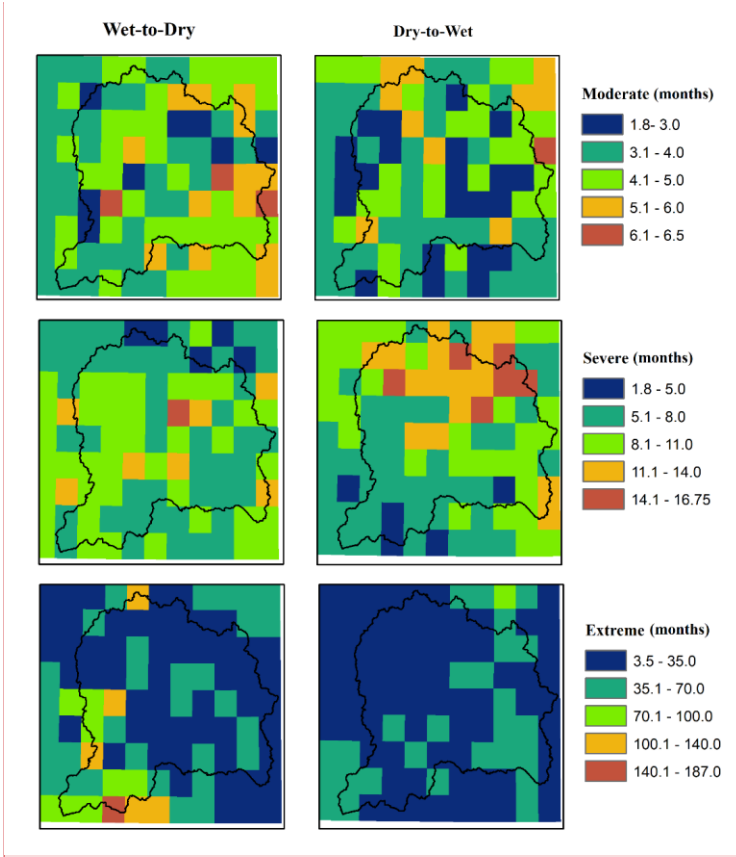 Wet-to-Dry
Dry-to-Wet
Moderate (months)
1.8- 3.0
3.1 - 4.0
4.1 - 5.0
5.1 - 6.0
6.1 - 6.5
Severe (months)
1.8 - 5.0
5.1 - 8.0
8.1 - 11.0
11.1 - 14.0
14.1 - 16.75
Extreme (months)
3.5 - 35.0
35.1 - 70.0
70.1 - 100.0
100.1 - 140.0
140.1 - 187.0